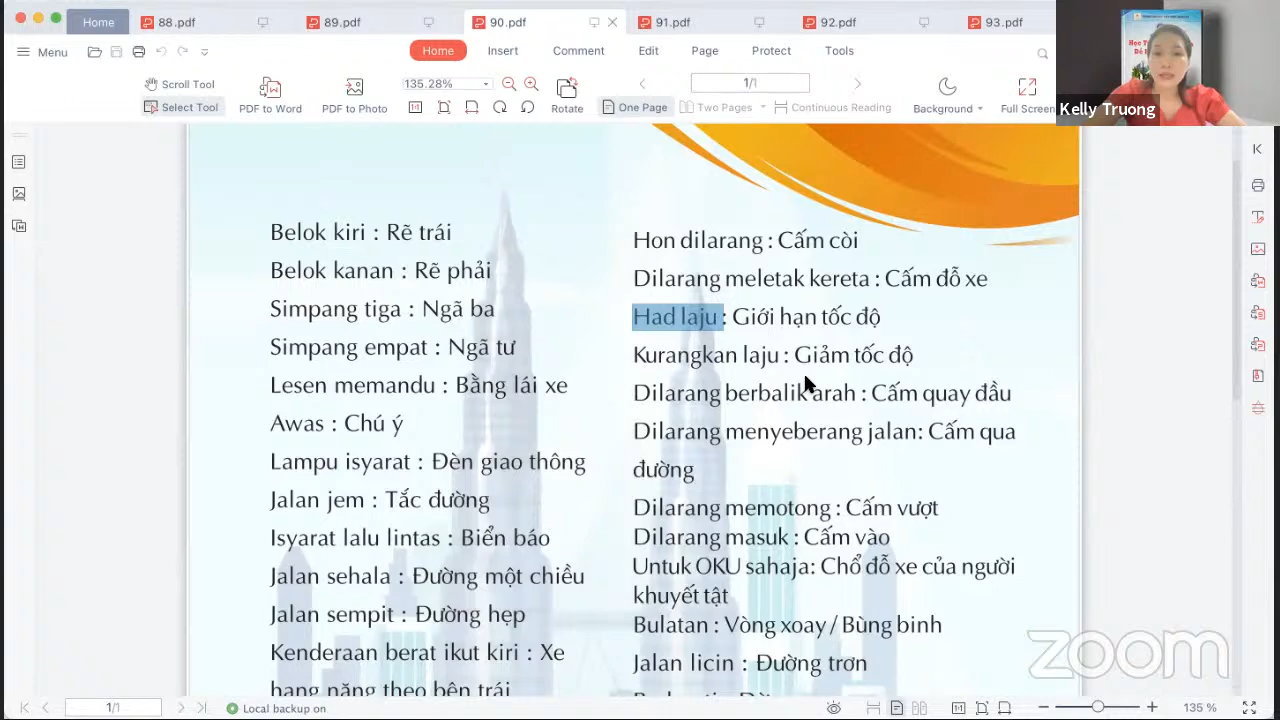 Home
88.pdf
89.pdf
90.pdf
91.pdf
92.pdf
93.pdf
Menu
Home
Insert
Comment
Edit
Page
Protect
Tools
Scroll Tool
Select Tool
PDF to Word
PDF to Photo
135.28%
Rotate
1/1
One Page
Two Pages
Continuous Reading
Background
Full Screen
Kelly Truong
Belok kiri : Rẽ trái
Belok kanan : Rẽ phải
Simpang tiga : Ngã ba
Simpang empat : Ngã tư
Lesen memandu : Bằng lái xe
Awas : Chú ý
Lampu isyarat : Đèn giao thông
Jalan jem : Tắc đường
Isyarat lalu lintas : Biển báo
Jalan sehala : Đường một chiều
Jalan sempit : Đường hẹp
Kenderaan berat ikut kiri : Xe
hạng nặng theo bên trái
Hon dilarang : Cấm còi
Dilarang meletak kereta : Cấm đỗ xe
Had laju : Giới hạn tốc độ
Kurangkan laju : Giảm tốc độ
Dilarang berbalik arah : Cấm quay đầu
Dilarang menyeberang jalan: Cấm qua
đường
Dilarang memotong : Cấm vượt
Dilarang masuk : Cấm vào
Untuk OKU sahaja: Chổ đỗ xe của người
khuyết tật
Bulatan : Vòng xoay / Bùng binh
Jalan licin : Đường trơn
zoom
1/1
Local backup on
135 %